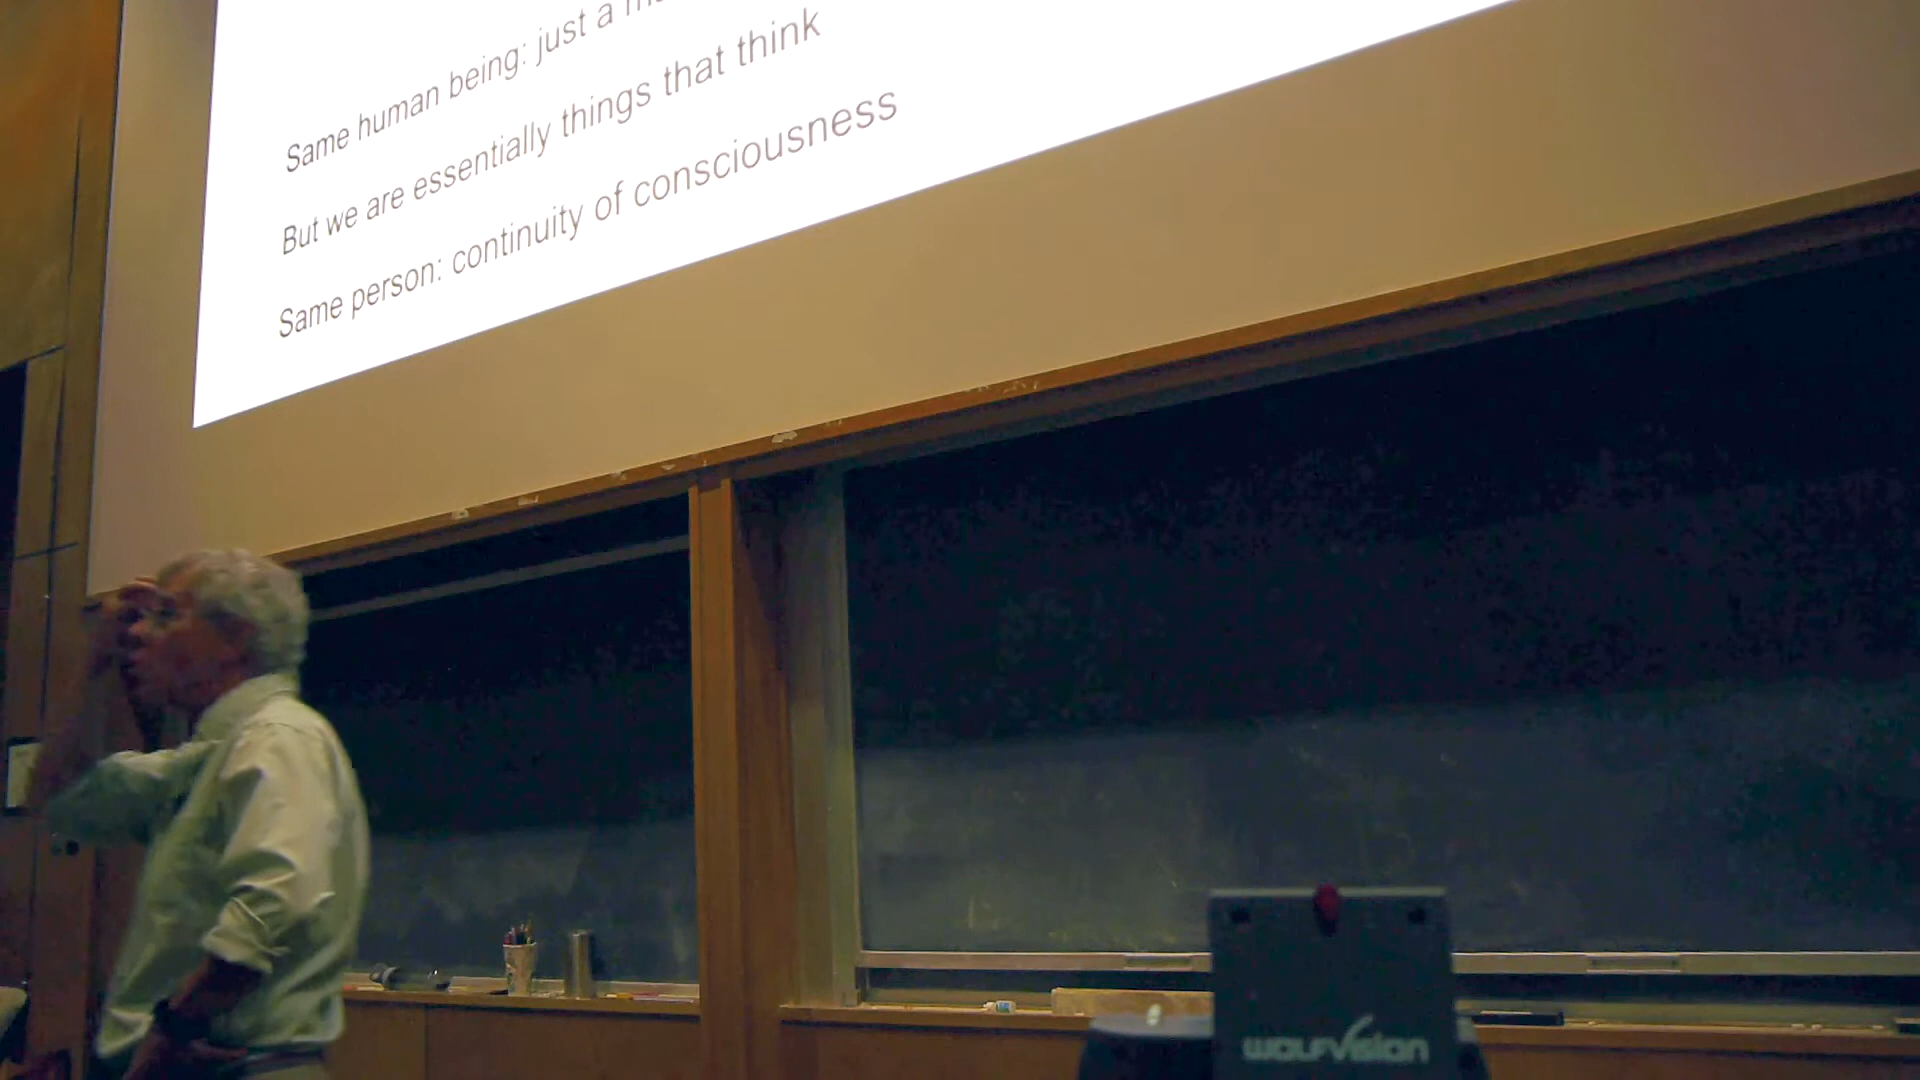 Same human being: just a
But we are essentially things that think
Same person: continuity of consciousness
WOLFVISION